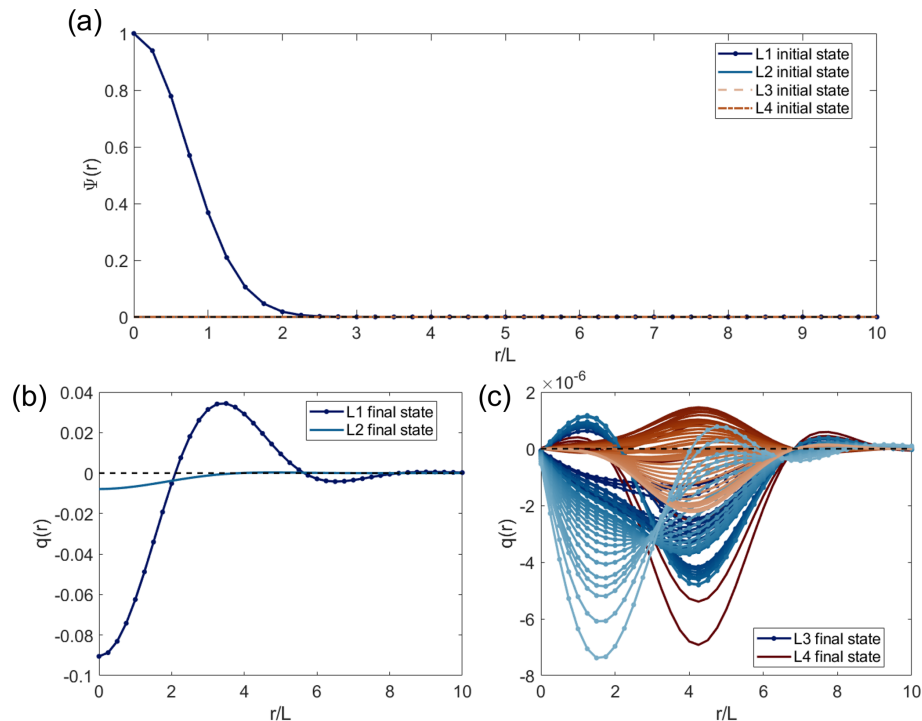 (a)
1
0.8
0.6
0.4
0.2
0
Ψ(r)
0 1 2 3 4 5 6 7 8 9 10
r/L
L1 initial state
L2 initial state
L3 initial state
L4 initial state
(b)
0.04
0.02
0
-0.02
-0.04
-0.06
-0.08
-0.1
q(r)
0 2 4 6 8 10
r/L
L1 final state
L2 final state
(c)
×10⁻⁶
2
0
-2
-4
-6
-8
q(r)
0 2 4 6 8 10
r/L
L3 final state
L4 final state